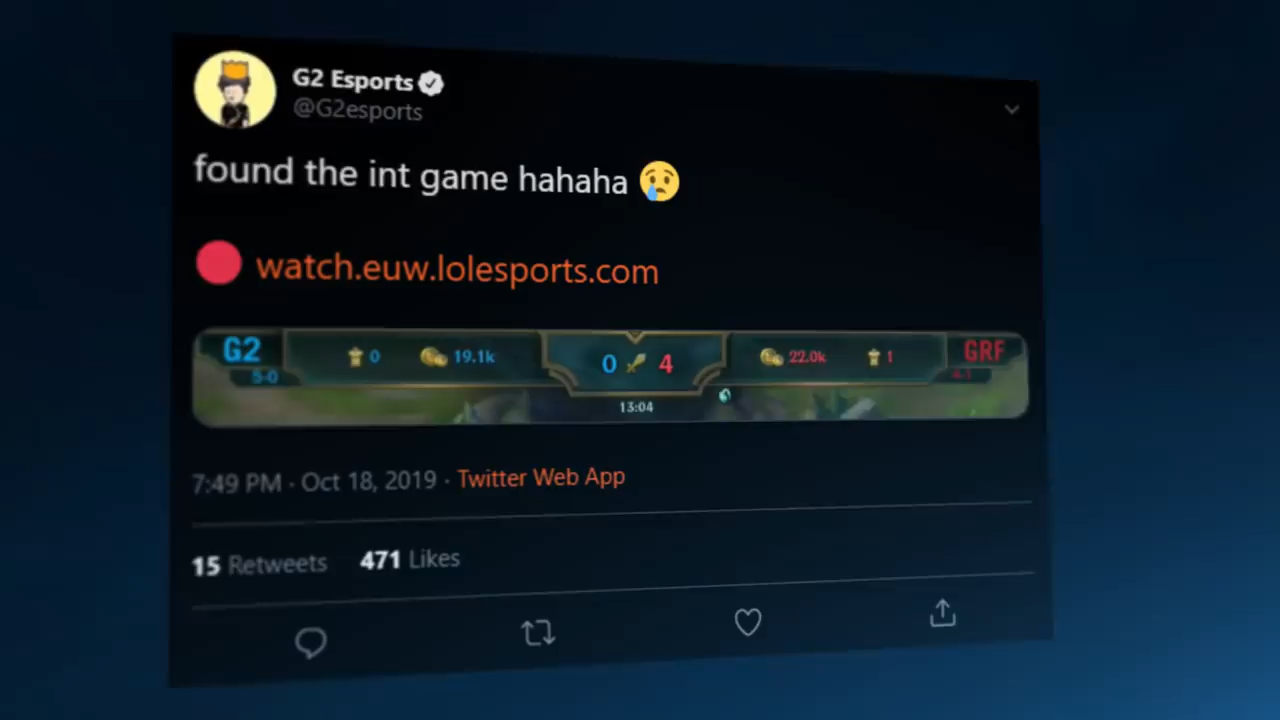 G2 Esports
@G2esports
found the int game hahaha 😢
🔴 watch.euw.lolesports.com
G2 0 19.1k 0 4 22.0k 1 GRF
5-0 4-1
13:04
7:49 PM · Oct 18, 2019 · Twitter Web App
15 Retweets 471 Likes